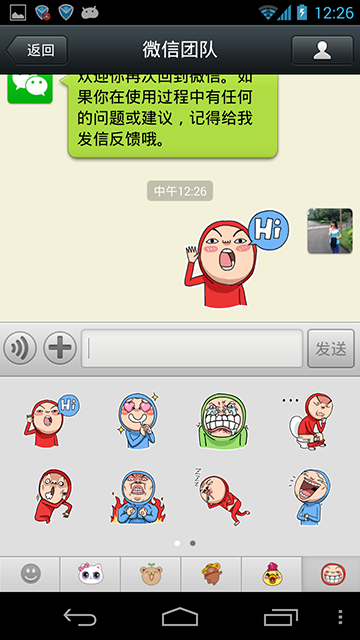 12:26
返回
微信团队
欢迎你再次回到微信。如
果你在使用过程中有任何
的问题或建议，记得给我
发信反馈哦。
中午12:26
Hi
发送
Hi
...
ZZZ